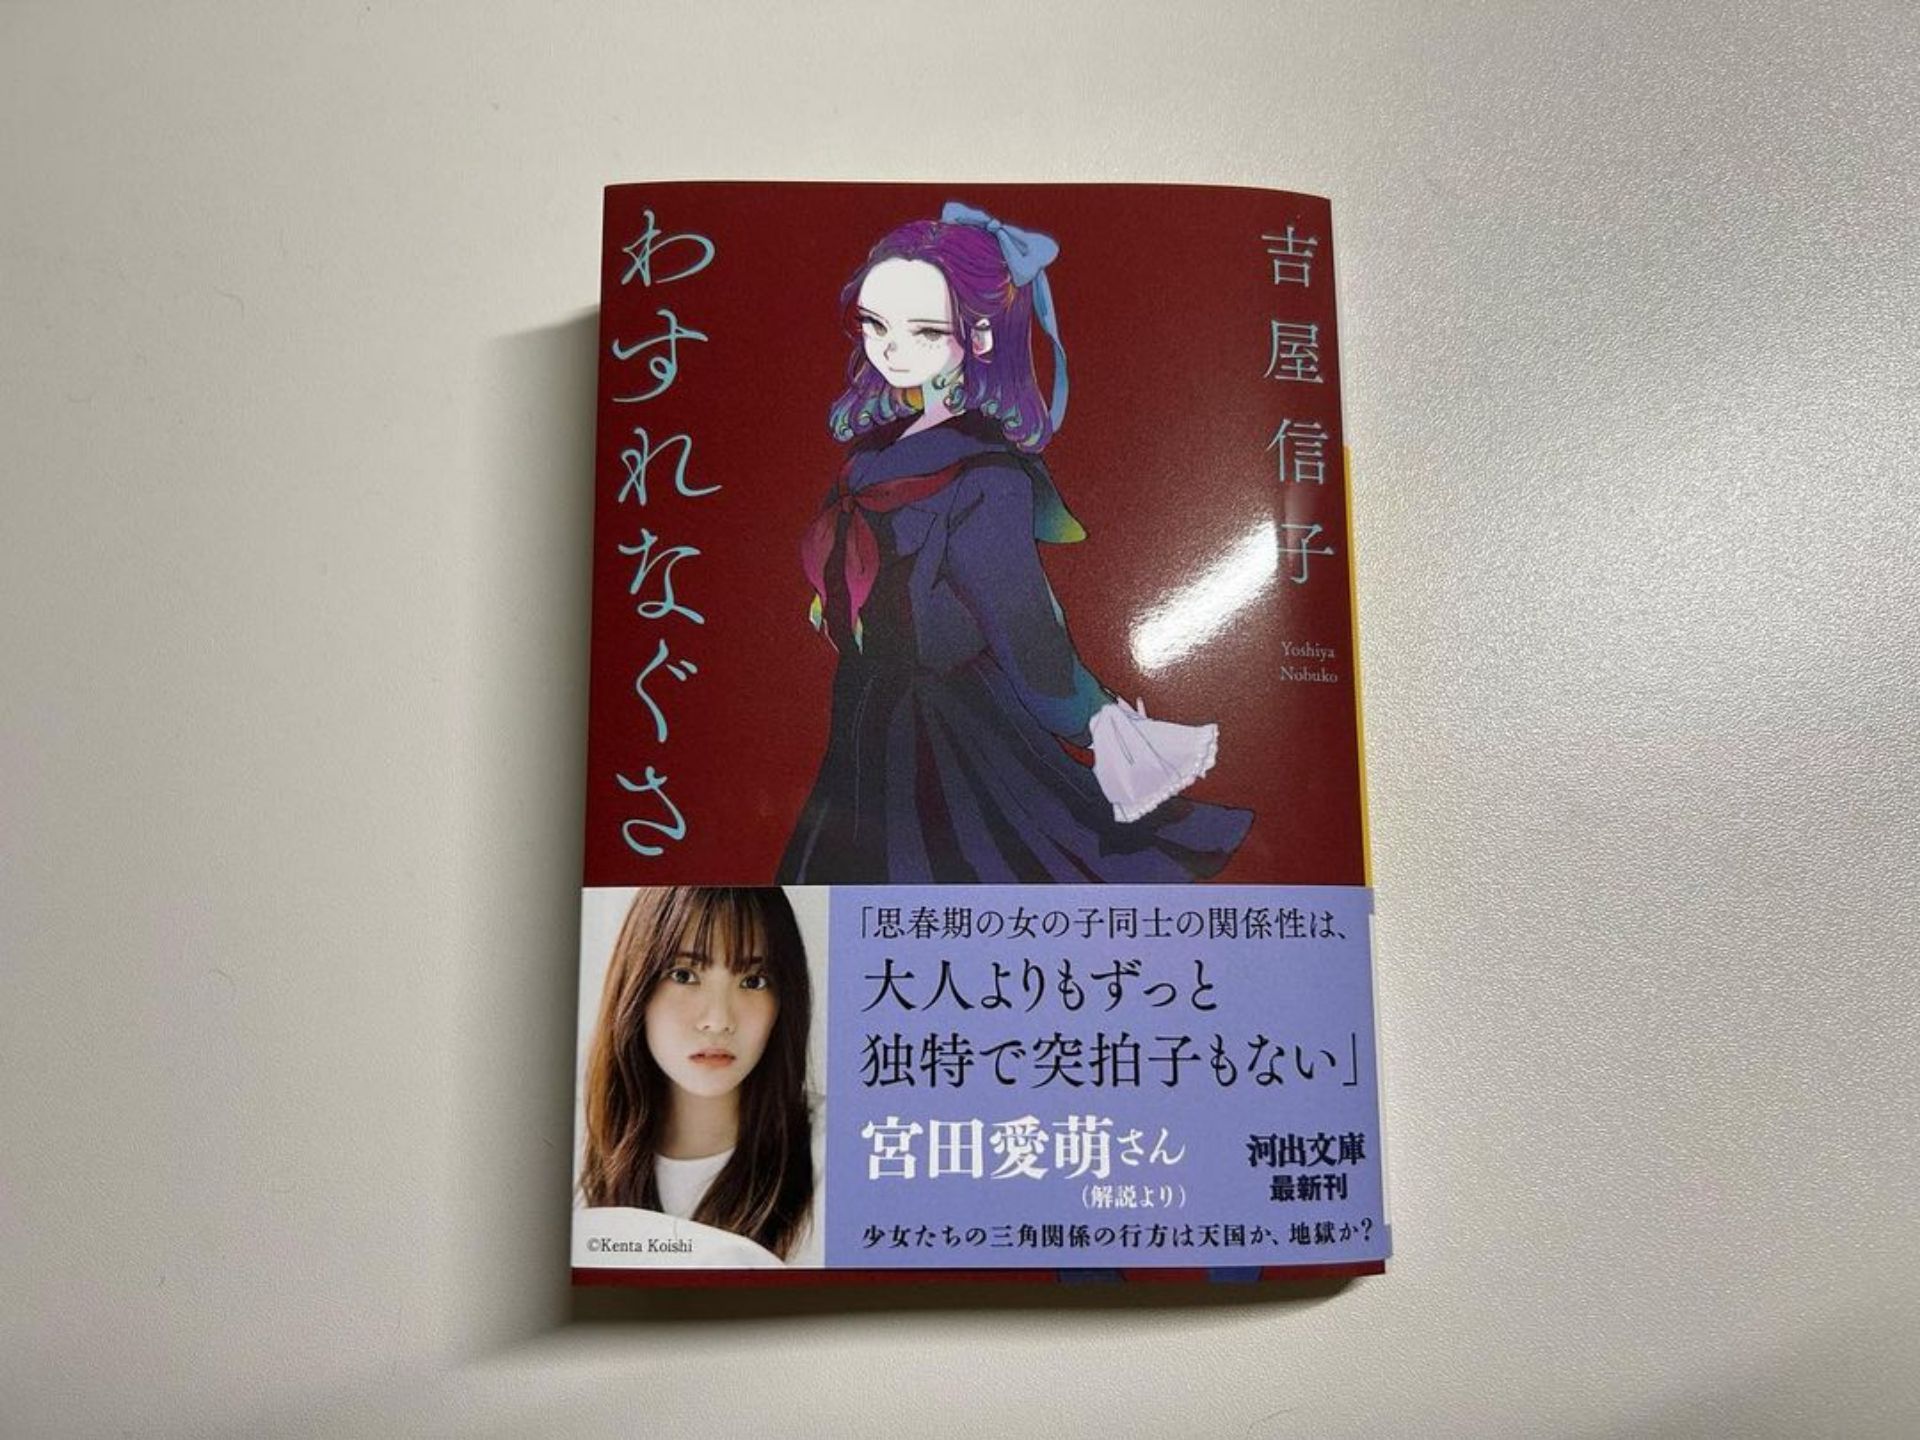 わすれなぐさ
吉屋信子
Yoshiya
Nobuko
「思春期の女の子同士の関係性は、
大人よりもずっと
独特で突拍子もない」
宮田愛萌さん
(解説より)
河出文庫
最新刊
少女たちの三角関係の行方は天国か、地獄か?
©Kenta Koishi